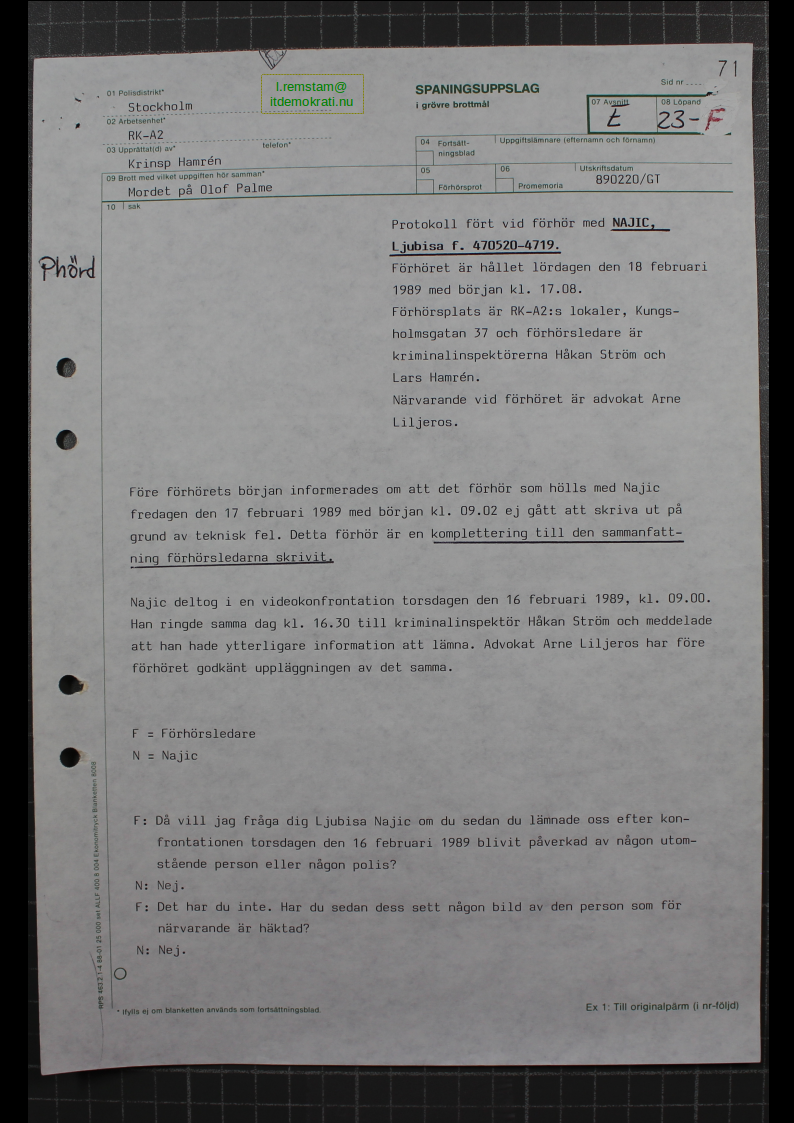 71
l.remstam@
itdemokrati.nu
SPANINGSUPPSLAG
i grövre brottmål
Sid nr
07 Avsnitt
E
08 Löpand
23-F
01 Polisdistrikt*
Stockholm
02 Arbetsenhet*
RK-A2
03 Upprättat(d) av*
telefon*
Krinsp Hamrén
04 Fortsätt-
ningsblad
Uppgiftslämnare (efternamn och förnamn)
09 Brott med vilket uppgiften hör samman*
Mordet på Olof Palme
05
Förhörsprot
06
Promemoria
Utskriftsdatum
890220/GT
10 sak
Phörd
Protokoll fört vid förhör med NAJIC,
Ljubisa f. 470520-4719.
Förhöret är hållet lördagen den 18 februari
1989 med början kl. 17.08.
Förhörsplats är RK-A2:s lokaler, Kungs-
holmsgatan 37 och förhörsledare är
kriminalinspektörerna Håkan Ström och
Lars Hamrén.
Närvarande vid förhöret är advokat Arne
Liljeros.
Före förhörets början informerades om att det förhör som hölls med Najic
fredagen den 17 februari 1989 med början kl. 09.02 ej gått att skriva ut på
grund av teknisk fel. Detta förhör är en komplettering till den sammanfatt-
ning förhörsledarna skrivit.
Najic deltog i en videokonfrontation torsdagen den 16 februari 1989, kl. 09.00.
Han ringde samma dag kl. 16.30 till kriminalinspektör Håkan Ström och meddelade
att han hade ytterligare information att lämna. Advokat Arne Liljeros har före
förhöret godkänt uppläggningen av det samma.
F = Förhörsledare
N = Najic
F: Då vill jag fråga dig Ljubisa Najic om du sedan du lämnade oss efter kon-
frontationen torsdagen den 16 februari 1989 blivit påverkad av någon utom-
stående person eller någon polis?
N: Nej.
F: Det har du inte. Har du sedan dess sett någon bild av den person som för
närvarande är häktad?
N: Nej.
* Ifylls ej om blanketten används som fortsättningsblad.
Ex 1: Till originalpärm (i nr-följd)